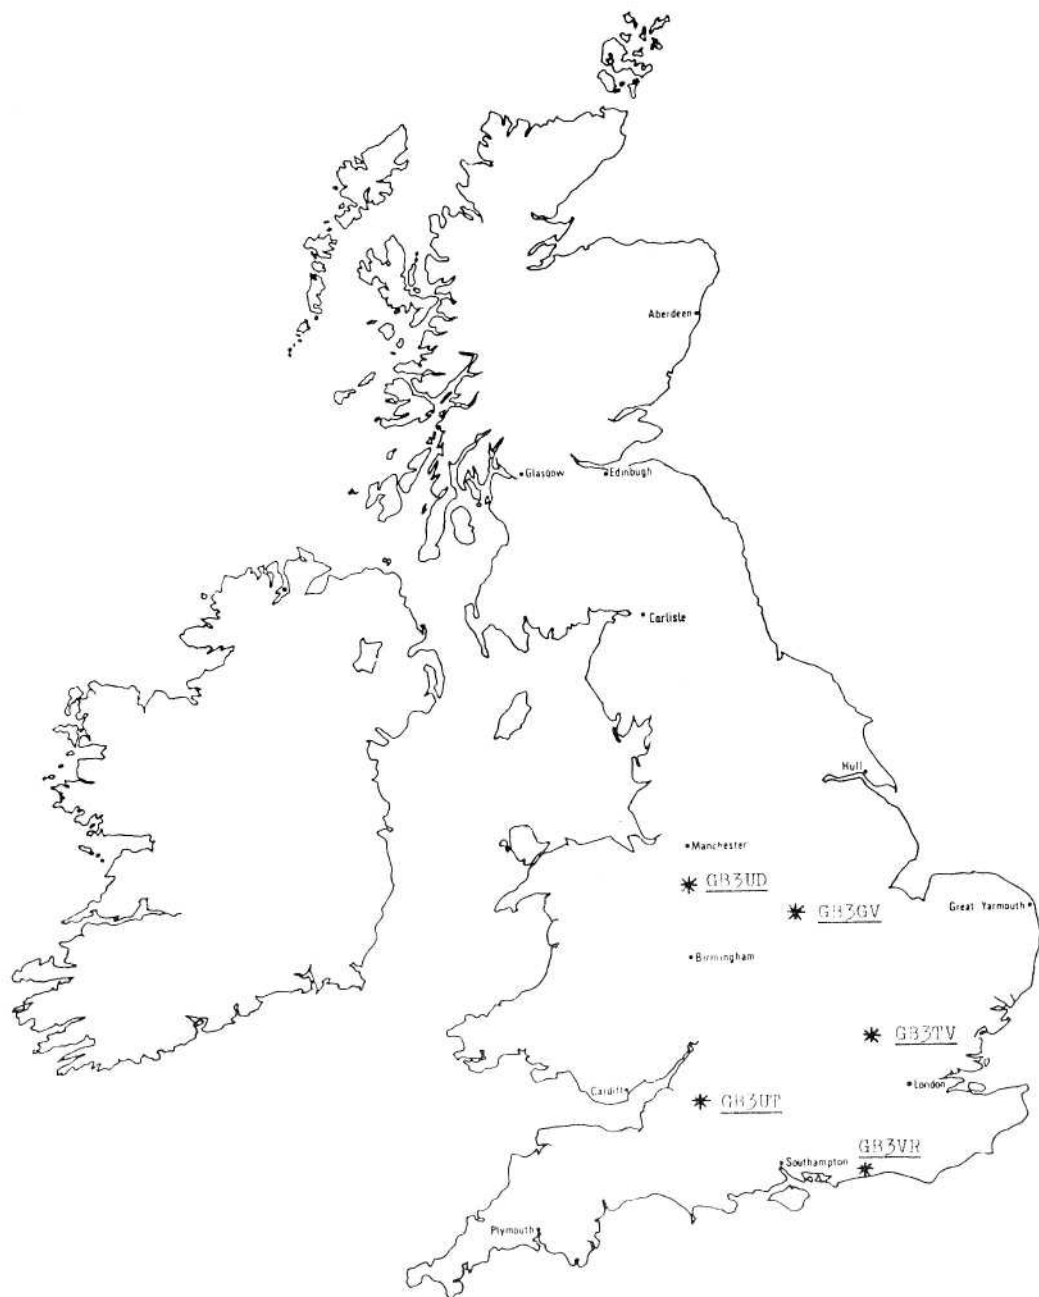 Aberdeen
Glasgow
Edinbugh
Carlisle
Hull
Manchester
GB3UD
GB3GV
Great Yarmouth
Birmingham
GB3TV
London
Cardiff
GB3UT
GB3VR
Southampton
Plymouth